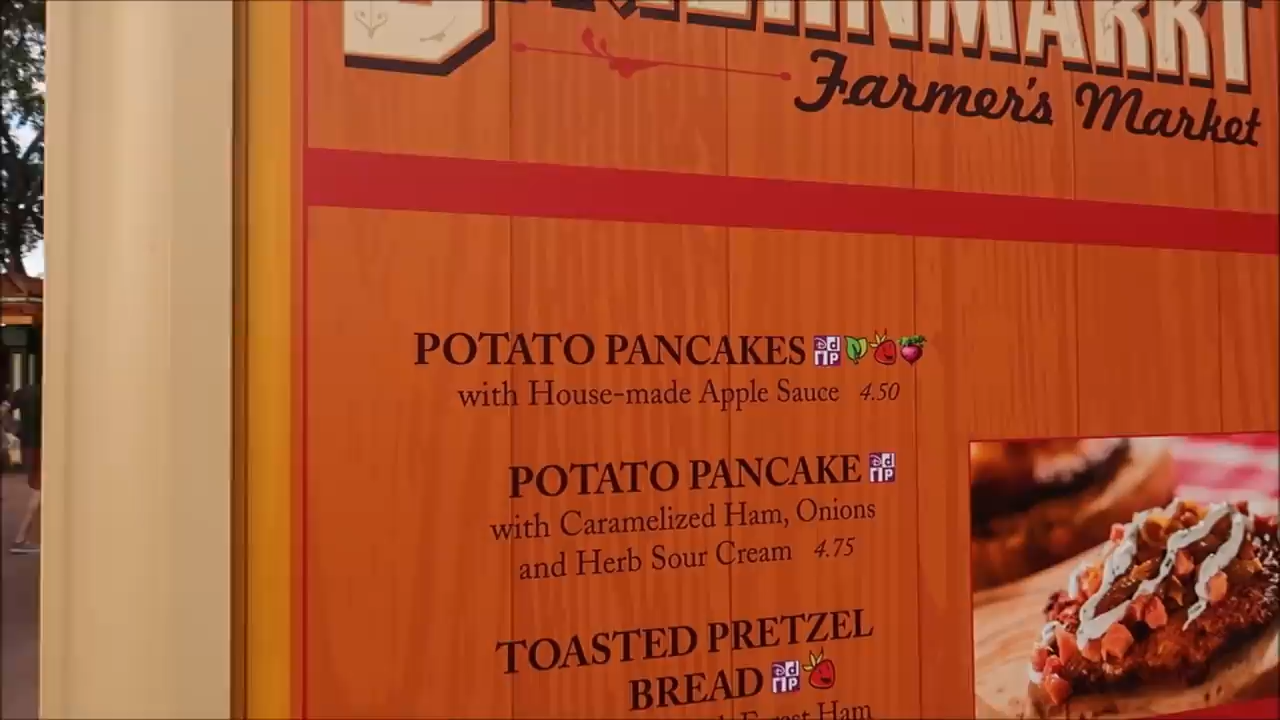 Farmer's Market
POTATO PANCAKES
with House-made Apple Sauce 4.50
POTATO PANCAKE
with Caramelized Ham, Onions
and Herb Sour Cream 4.75
TOASTED PRETZEL
BREAD
Ham